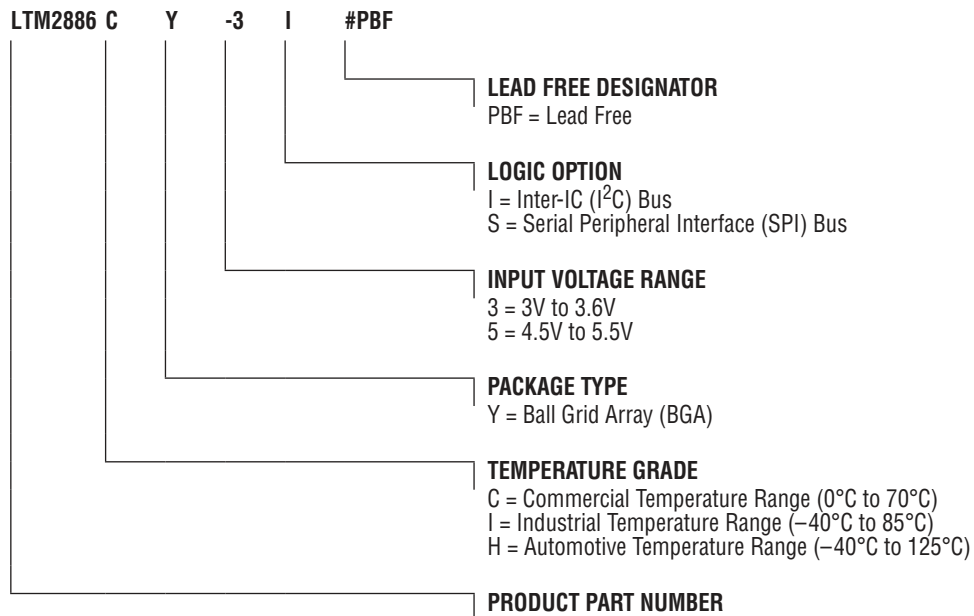 LTM2886 C Y -3 I #PBF
LEAD FREE DESIGNATOR
PBF = Lead Free
LOGIC OPTION
I = Inter-IC (I²C) Bus
S = Serial Peripheral Interface (SPI) Bus
INPUT VOLTAGE RANGE
3 = 3V to 3.6V
5 = 4.5V to 5.5V
PACKAGE TYPE
Y = Ball Grid Array (BGA)
TEMPERATURE GRADE
C = Commercial Temperature Range (0°C to 70°C)
I = Industrial Temperature Range (–40°C to 85°C)
H = Automotive Temperature Range (–40°C to 125°C)
PRODUCT PART NUMBER